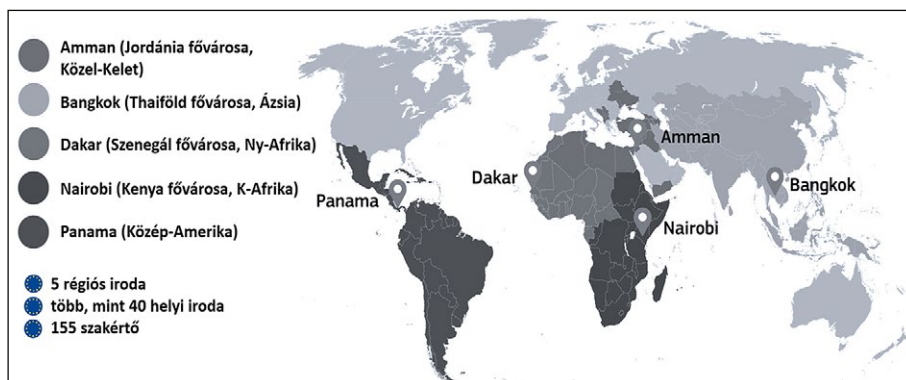 Amman (Jordánia fővárosa,
Közel-Kelet)
Bangkok (Thaiföld fővárosa, Ázsia)
Dakar (Szenegál fővárosa, Ny-Afrika)
Nairobi (Kenya fővárosa, K-Afrika)
Panama (Közép-Amerika)
5 régiós iroda
több, mint 40 helyi iroda
155 szakértő
Amman
Dakar
Bangkok
Panama
Nairobi